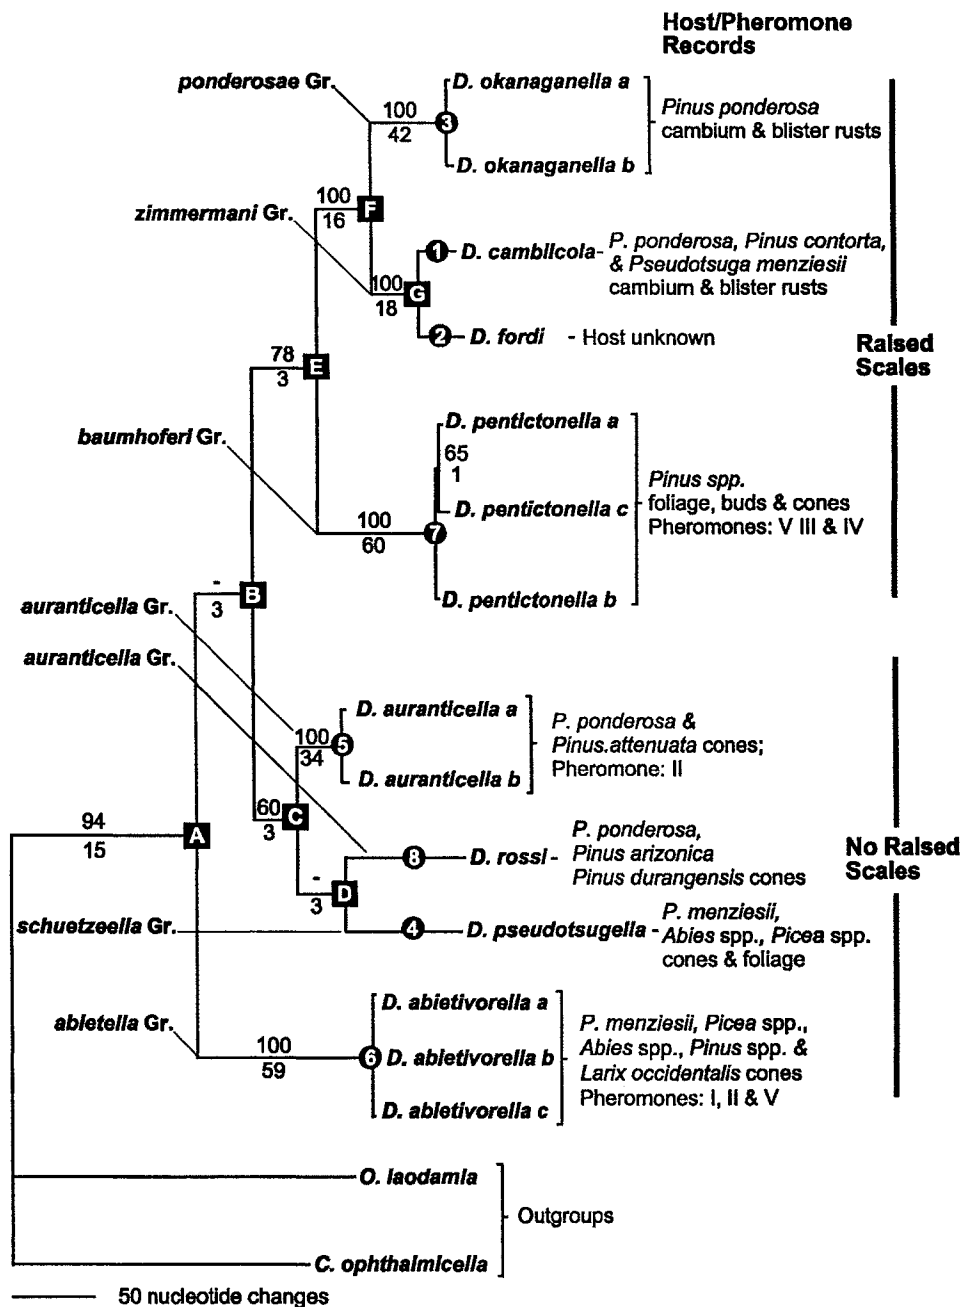 Host/Pheromone
Records
ponderosae Gr.
100
42
3
D. okanaganella a
D. okanaganella b
Pinus ponderosa
cambium & blister rusts
100
16
F
zimmermani Gr.
100
18
G
1
D. cambiicola
P. ponderosa, Pinus contorta,
& Pseudotsuga menziesii
cambium & blister rusts
2
D. fordi - Host unknown
Raised
Scales
78
3
E
baumhoferi Gr.
100
60
7
D. pentictonella a
65
1
D. pentictonella c
D. pentictonella b
Pinus spp.
foliage, buds & cones
Pheromones: V III & IV
-
3
B
auranticella Gr.
auranticella Gr.
100
34
5
D. auranticella a
D. auranticella b
P. ponderosa &
Pinus.attenuata cones;
Pheromone: II
60
3
C
94
15
A
-
3
D
8
D. rossi -
P. ponderosa,
Pinus arizonica
Pinus durangensis cones
No Raised
Scales
schuetzeella Gr.
4
D. pseudotsugella -
P. menziesii,
Abies spp., Picea spp.
cones & foliage
abietella Gr.
100
59
6
D. abietivorella a
D. abietivorella b
D. abietivorella c
P. menziesii, Picea spp.,
Abies spp., Pinus spp. &
Larix occidentalis cones
Pheromones: I, II & V
O. laodamia
C. ophthalmicella
Outgroups
50 nucleotide changes